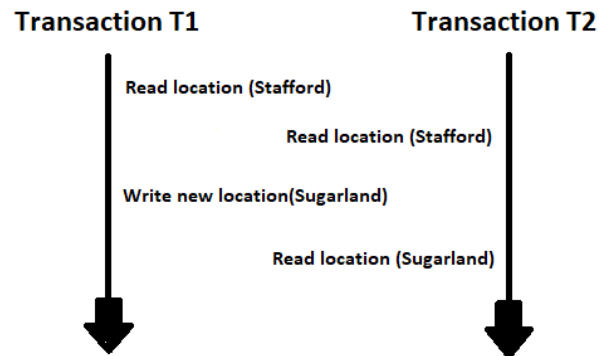 Transaction T1
Transaction T2
Read location (Stafford)
Read location (Stafford)
Write new location(Sugarland)
Read location (Sugarland)